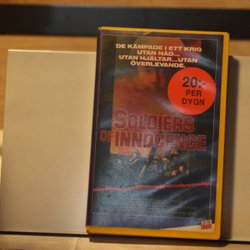 DE KÄMPADE I ETT KRIG
UTAN NÅD...
UTAN HJÄLTAR...UTAN
ÖVERLEVANDE.
20:-
PER
DYGN
SOLDIERS
OF INNOCENCE